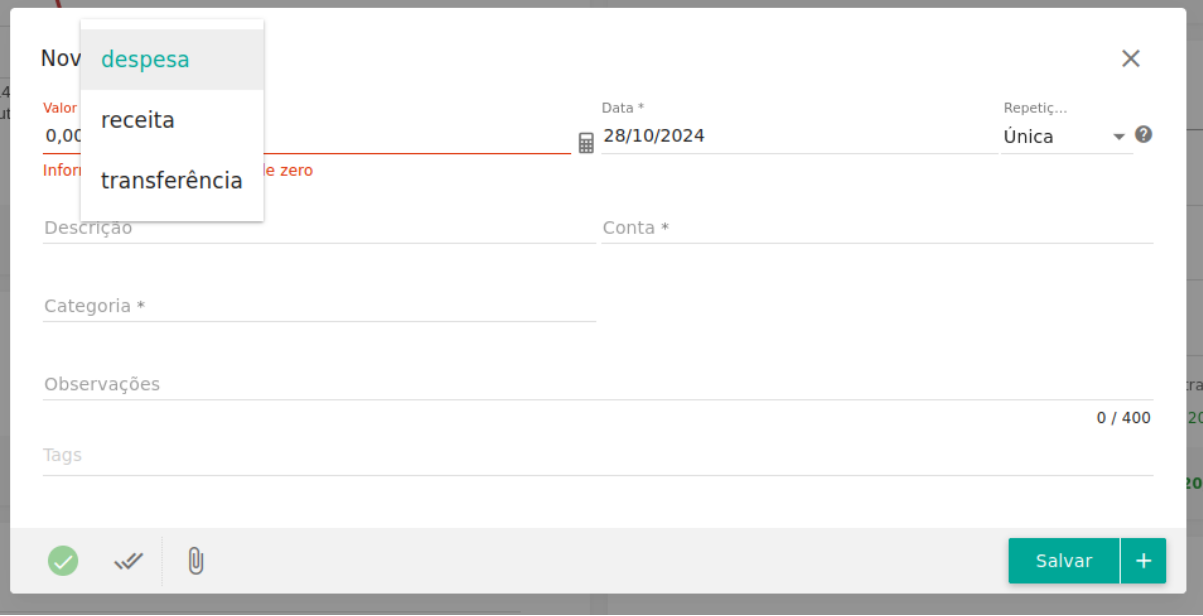 Nov
despesa
receita
transferência
Valor
0,00
Infor
le zero
Data *
28/10/2024
Repetiç...
Única
Descrição
Conta *
Categoria *
Observações
0 / 400
Tags
Salvar
+